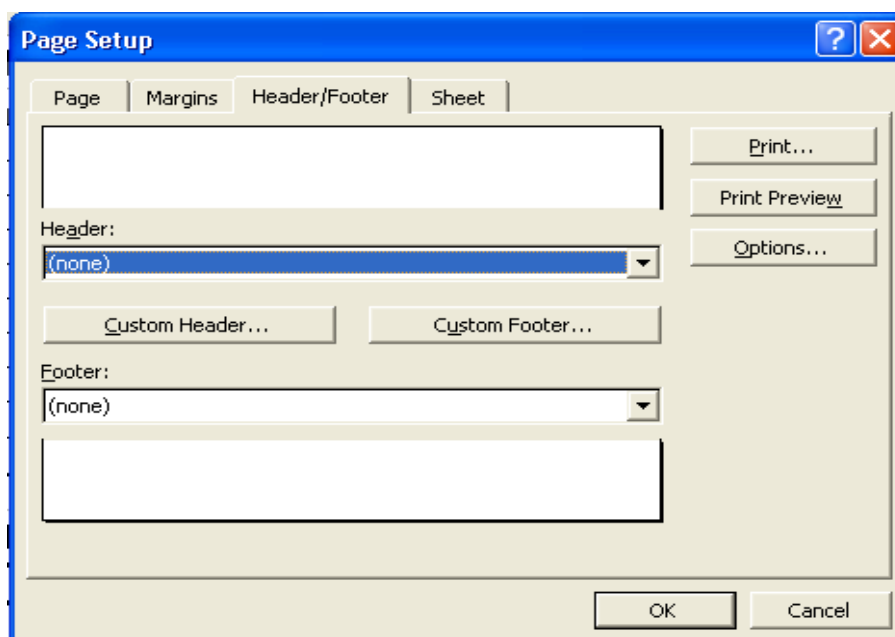 Page Setup
Page Margins Header/Footer Sheet
Print...
Print Preview
Header:
(none)
Options...
Custom Header... Custom Footer...
Footer:
(none)
OK Cancel